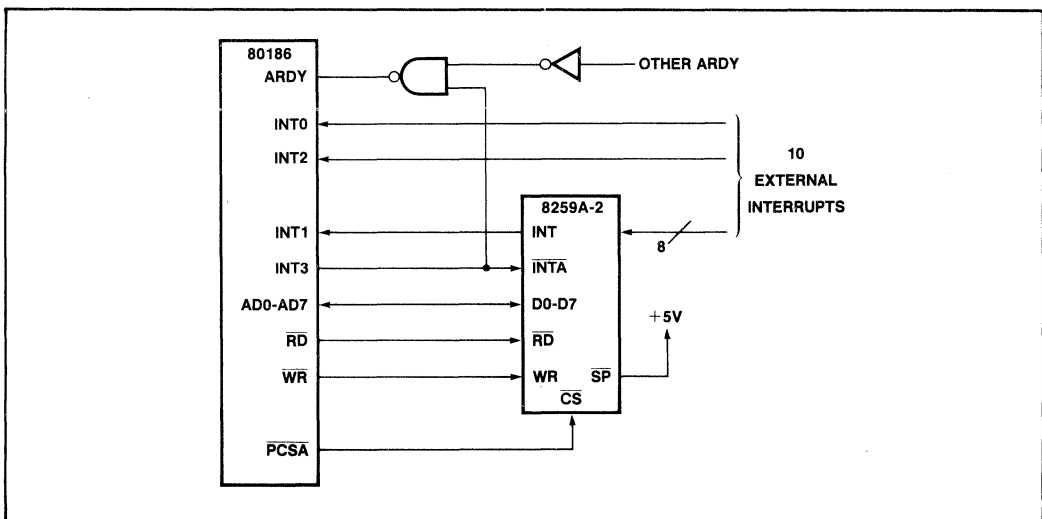 80186
ARDY
OTHER ARDY
INT0
INT2
10
EXTERNAL
INTERRUPTS
8259A-2
INT1
INT
8
INT3
INTA
AD0-AD7
D0-D7
+5V
RD
RD
WR
WR
SP
CS
PCSA